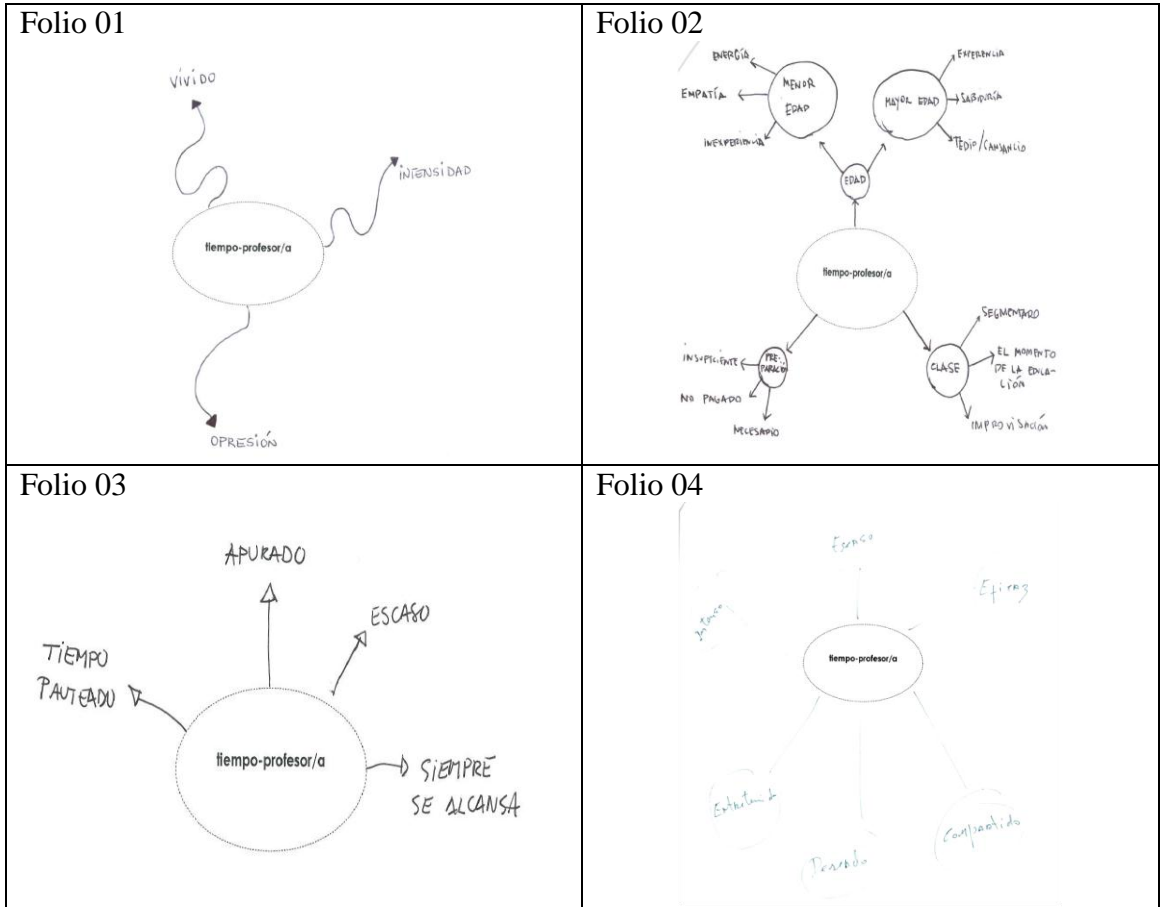 Folio 01
VIVIDO
INTENSIDAD
tiempo-profesor/a
OPRESIÓN
Folio 02
ENERGÍA
EMPATÍA
INEXPERIENCIA
MENOR
EDAD
MAYOR EDAD
EXPERIENCIA
SABIDURÍA
TEDIO/CANSANCIO
EDAD
tiempo-profesor/a
INSUFICIENTE
NO PAGADO
NECESARIO
PRE-
PARACIÓN
CLASE
SEGMENTADO
EL MOMENTO
DE LA EDUCA-
CIÓN
IMPROVISACIÓN
Folio 03
APURADO
ESCASO
TIEMPO
PAUTEADO
tiempo-profesor/a
SIEMPRE
SE ALCANSA
Folio 04
Escaso
Eficaz
Intenso
tiempo-profesor/a
Compartido